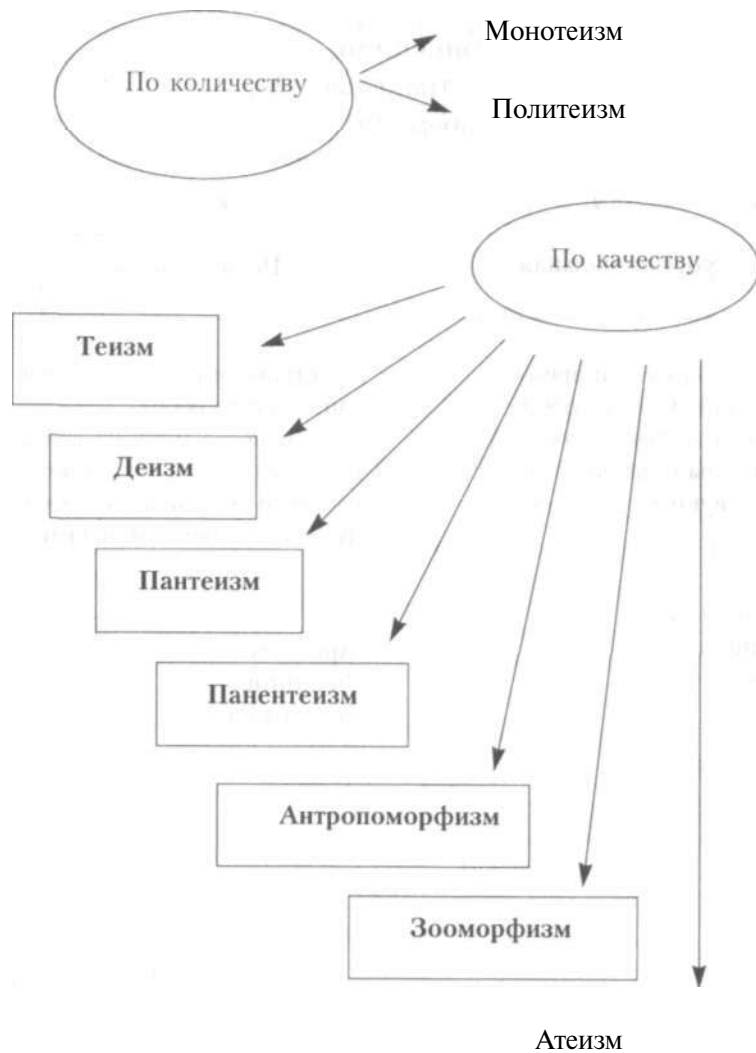 Монотеизм
По количеству
Политеизм
По качеству
Теизм
Деизм
Пантеизм
Панентеизм
Антропоморфизм
Зооморфизм
Атеизм